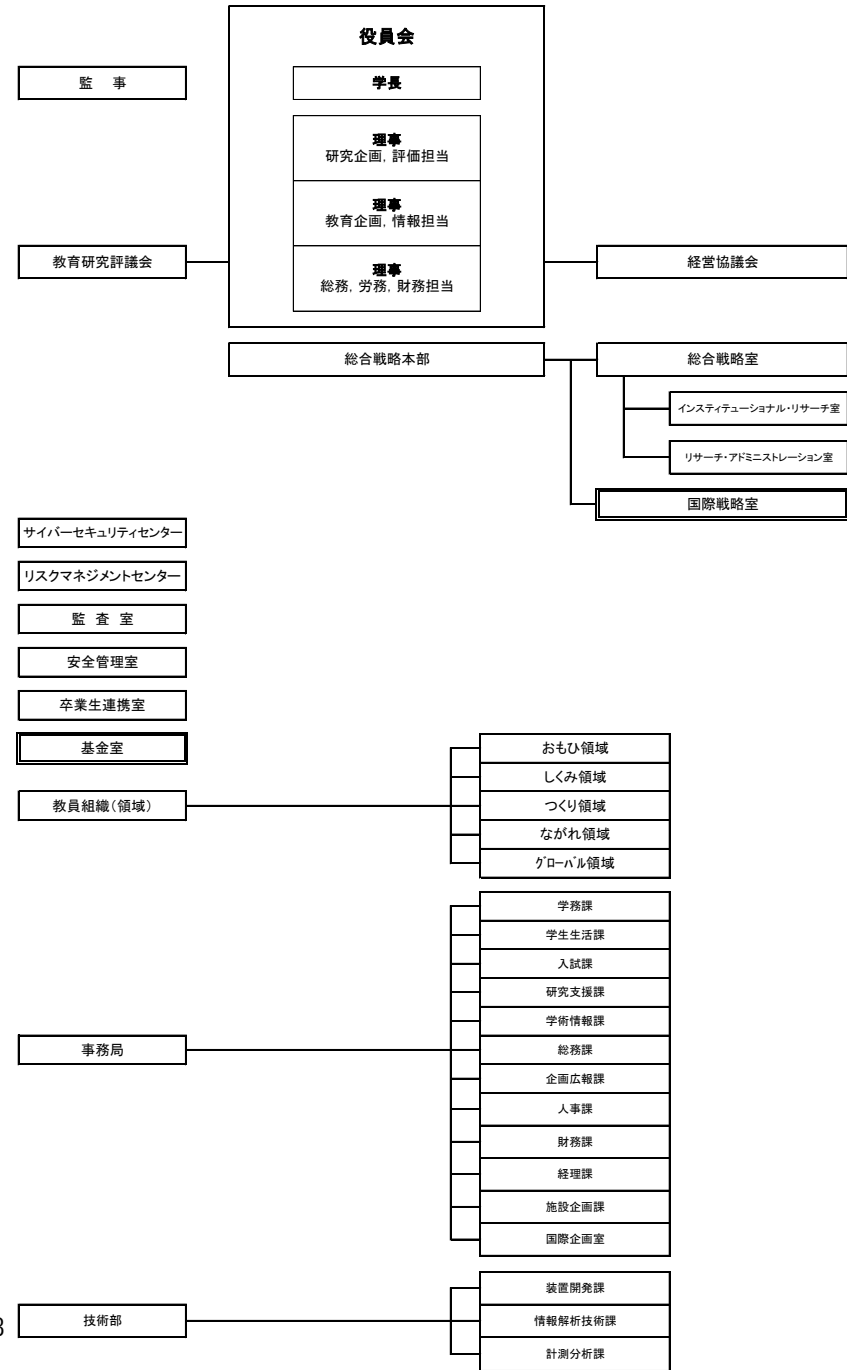 役員会
監 事
学長
理事
研究企画, 評価担当
理事
教育企画, 情報担当
教育研究評議会
理事
総務, 労務, 財務担当
経営協議会
総合戦略本部
総合戦略室
インスティテューショナル・リサーチ室
リサーチ・アドミニストレーション室
国際戦略室
サイバーセキュリティセンター
リスクマネジメントセンター
監 査 室
安全管理室
卒業生連携室
基金室
教員組織(領域)
おもひ領域
しくみ領域
つくり領域
ながれ領域
グローバル領域
事務局
学務課
学生生活課
入試課
研究支援課
学術情報課
総務課
企画広報課
人事課
財務課
経理課
施設企画課
国際企画室
3
技術部
装置開発課
情報解析技術課
計測分析課